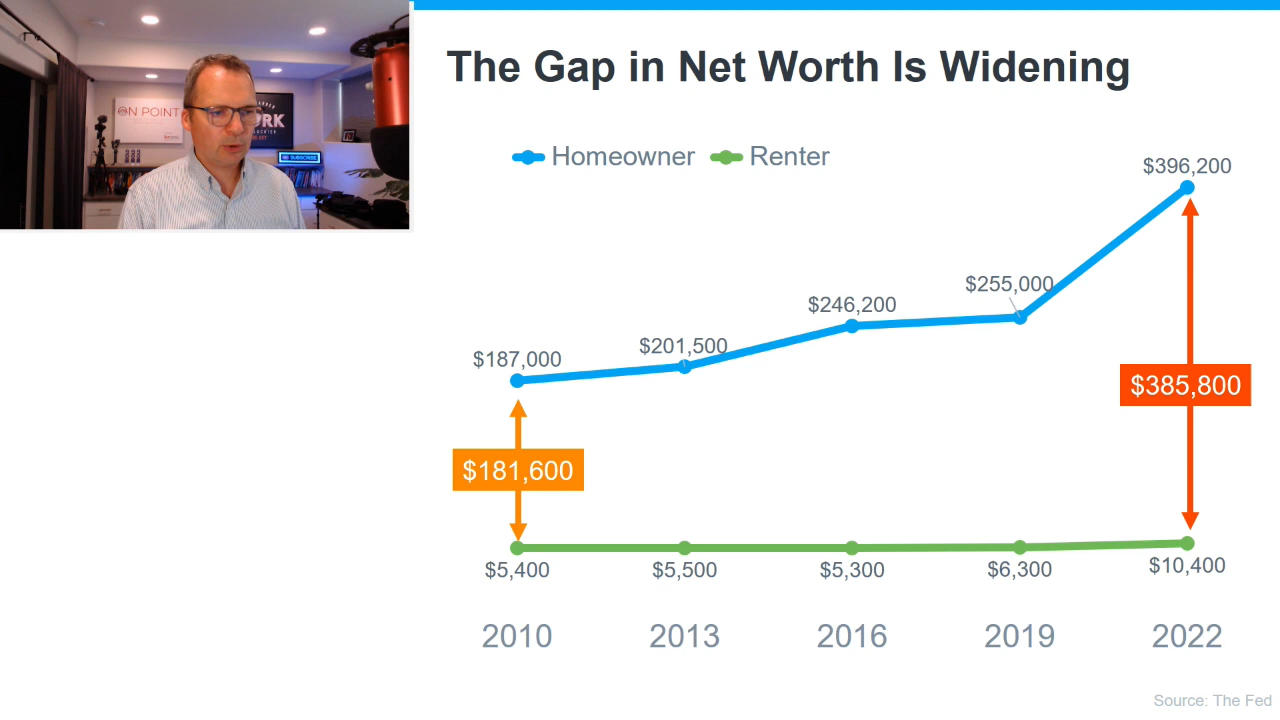 ON POINT
RK
SUBSCRIBE
The Gap in Net Worth Is Widening
Homeowner Renter
$396,200
$255,000
$246,200
$201,500
$187,000
$385,800
$181,600
$5,400 $5,500 $5,300 $6,300 $10,400
2010 2013 2016 2019 2022
Source: The Fed